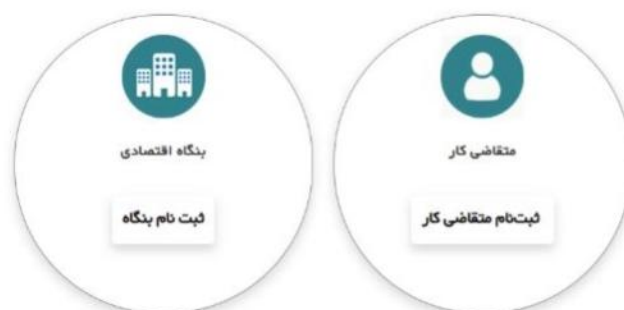 متقاضی کار
ثبت‌نام متقاضی کار
بنگاه اقتصادی
ثبت نام بنگاه